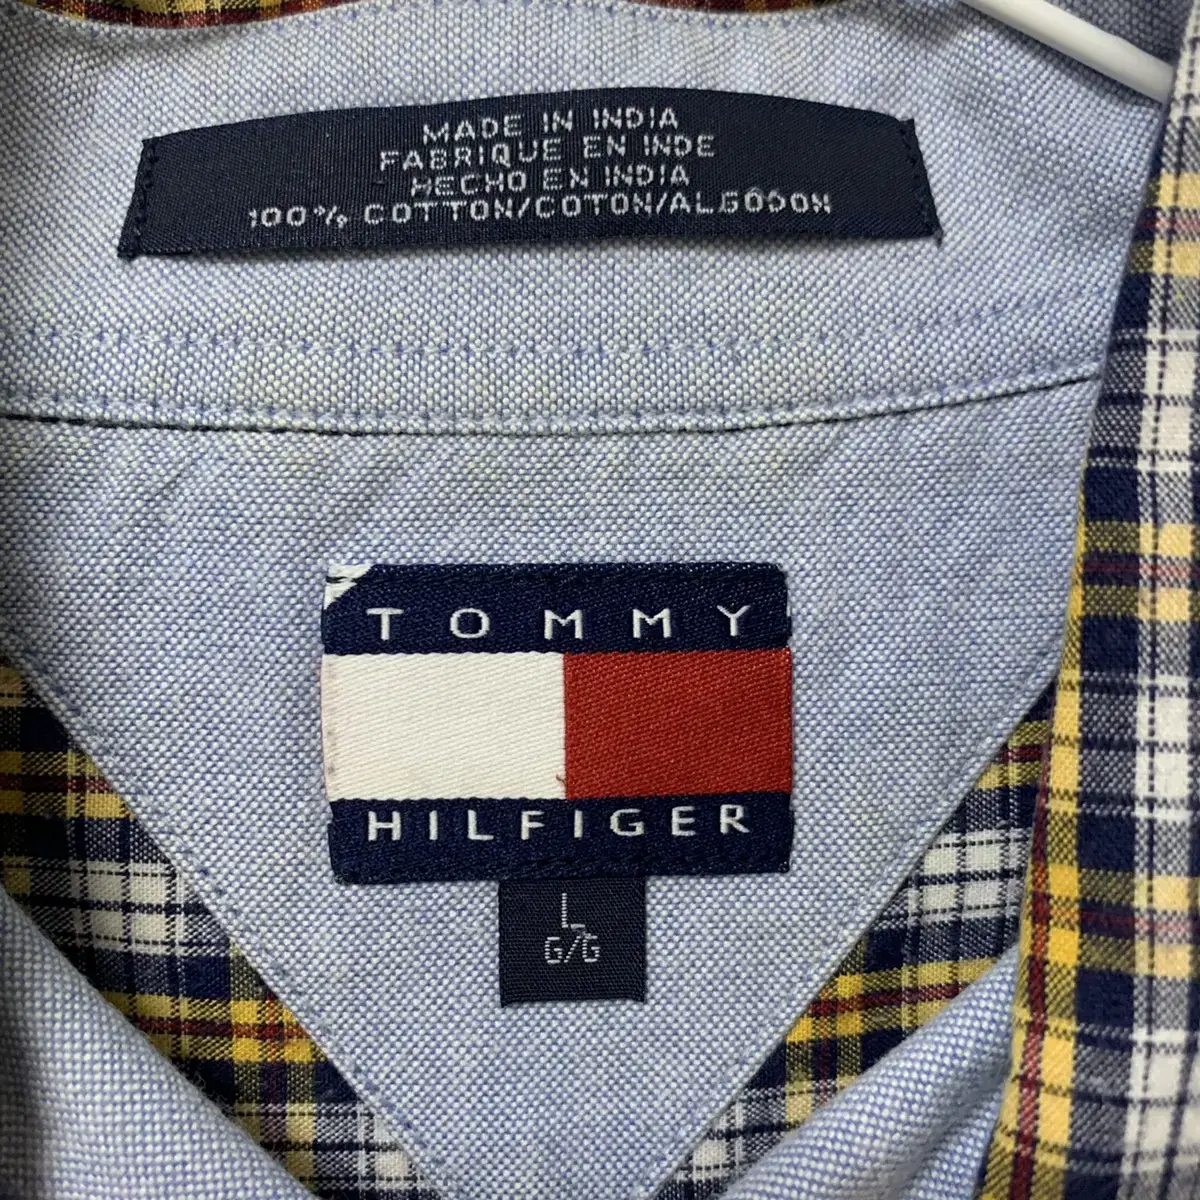 MADE IN INDIA
FABRIQUE EN INDE
HECHO EN INDIA
100% COTTON/COTON/ALGODON
TOMMY
HILFIGER
L
G/G